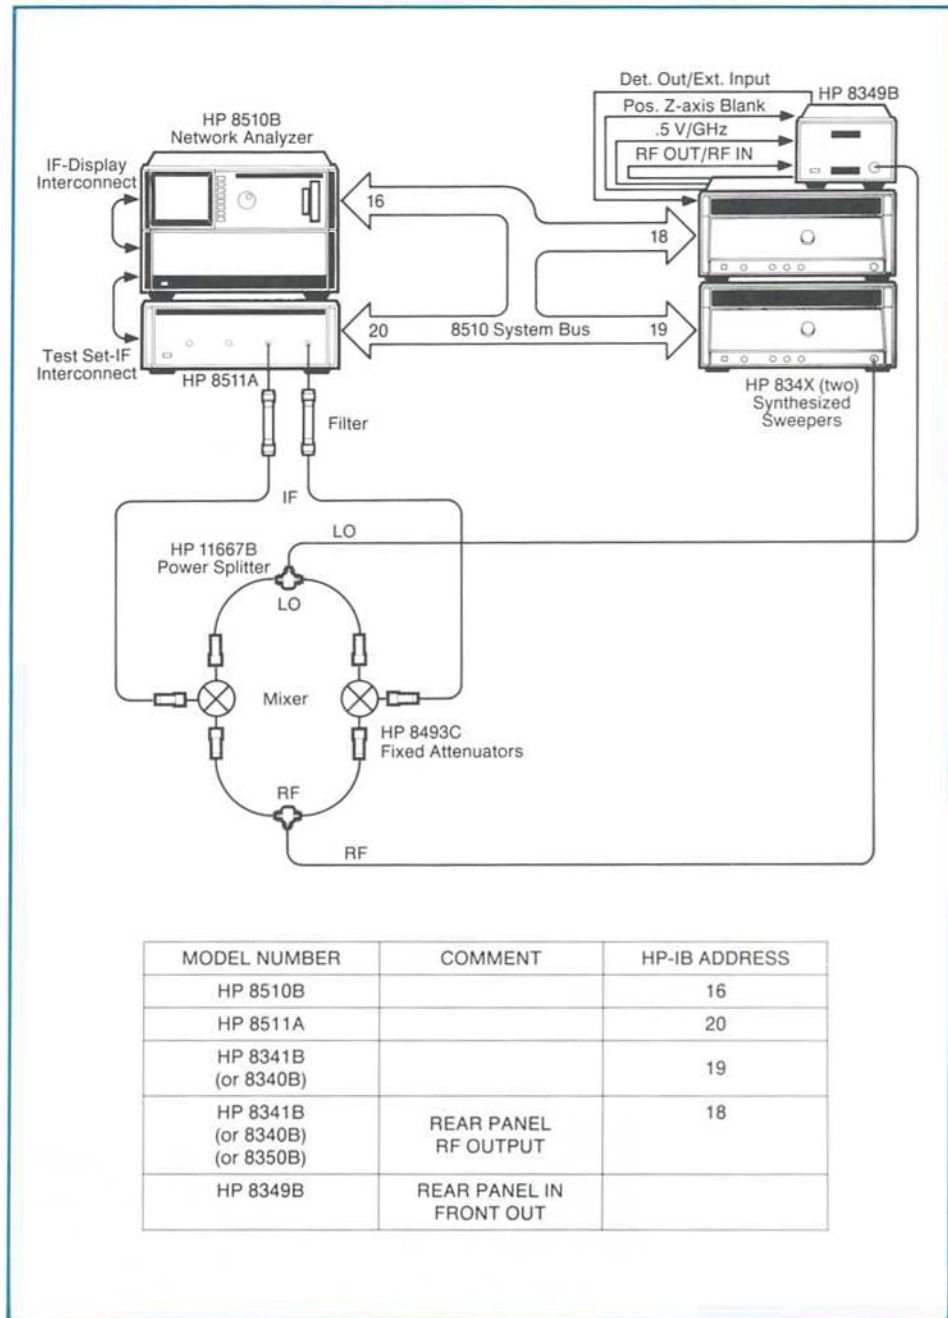 Det. Out/Ext. Input
HP 8349B
Pos. Z-axis Blank
HP 8510B
Network Analyzer
.5 V/GHz
RF OUT/RF IN
IF-Display
Interconnect
16
18
20
8510 System Bus
19
Test Set-IF
Interconnect
HP 8511A
HP 834X (two)
Synthesized
Sweepers
Filter
IF
LO
HP 11667B
Power Splitter
LO
Mixer
HP 8493C
Fixed Attenuators
RF
RF
MODEL NUMBER COMMENT HP-IB ADDRESS
HP 8510B 16
HP 8511A 20
HP 8341B
(or 8340B)
19
HP 8341B
(or 8340B)
(or 8350B)
REAR PANEL
RF OUTPUT
18
HP 8349B
REAR PANEL IN
FRONT OUT